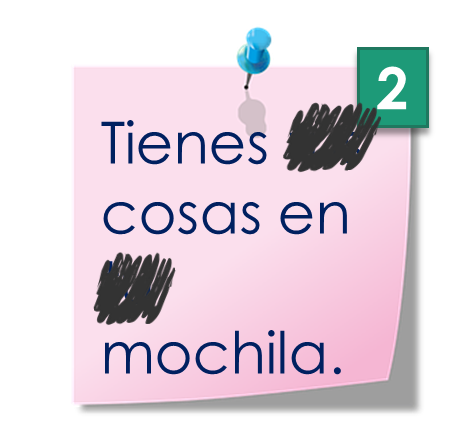 2
Tienes
cosas en
mochila.